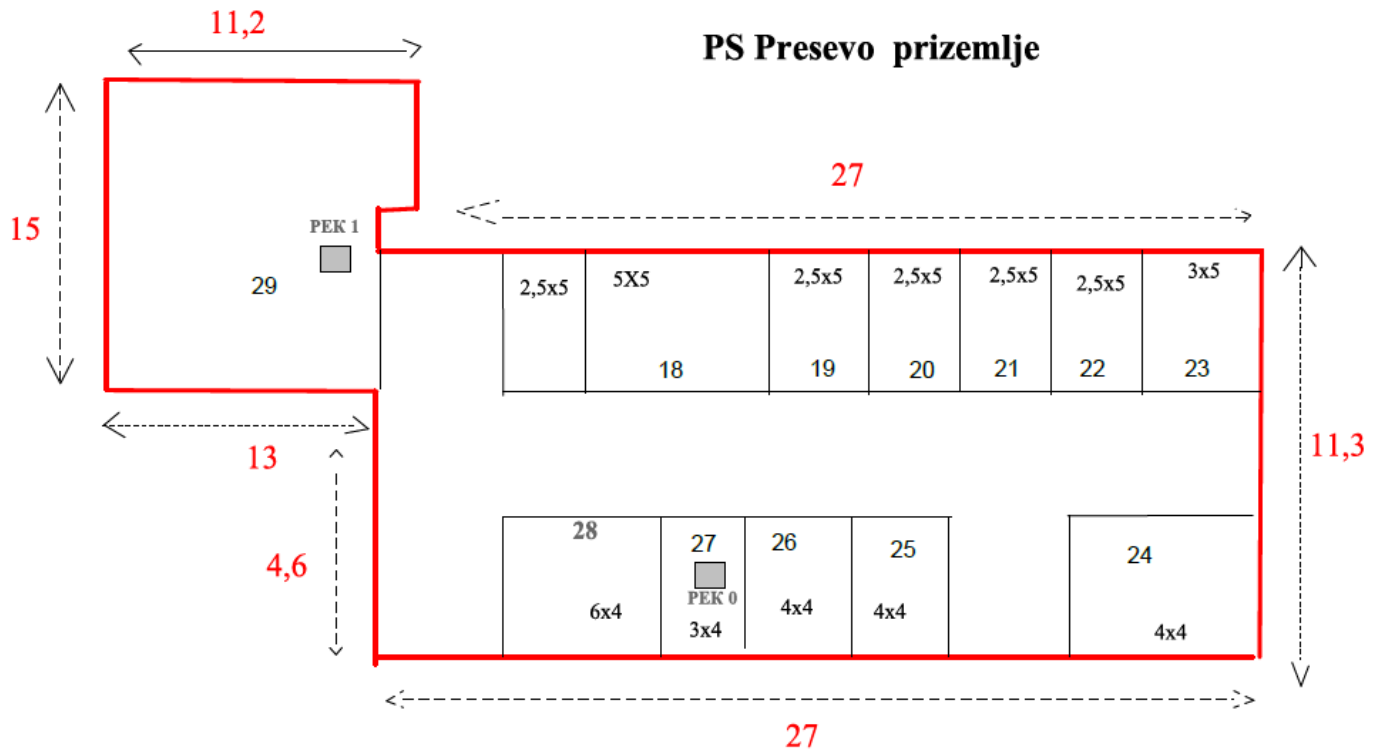 11,2
PS Presevo prizemlje
27
15
РЕК 1
29
2,5x5
5X5
2,5x5
2,5x5
2,5x5
2,5x5
3x5
18
19
20
21
22
23
13
11,3
4,6
28
27
26
25
24
РЕК 0
6x4
3x4
4x4
4x4
4x4
27